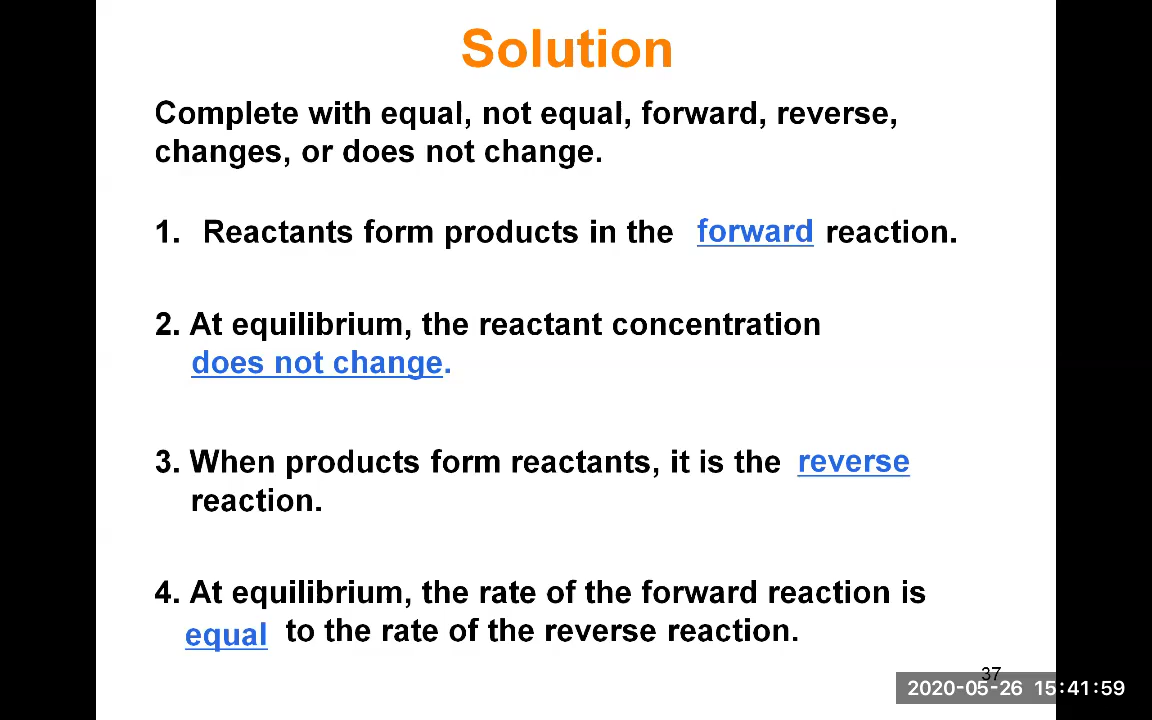 Solution
Complete with equal, not equal, forward, reverse,
changes, or does not change.
1. Reactants form products in the forward reaction.
2. At equilibrium, the reactant concentration
does not change.
3. When products form reactants, it is the reverse
reaction.
4. At equilibrium, the rate of the forward reaction is
equal to the rate of the reverse reaction.
37
2020-05-26 15:41:59